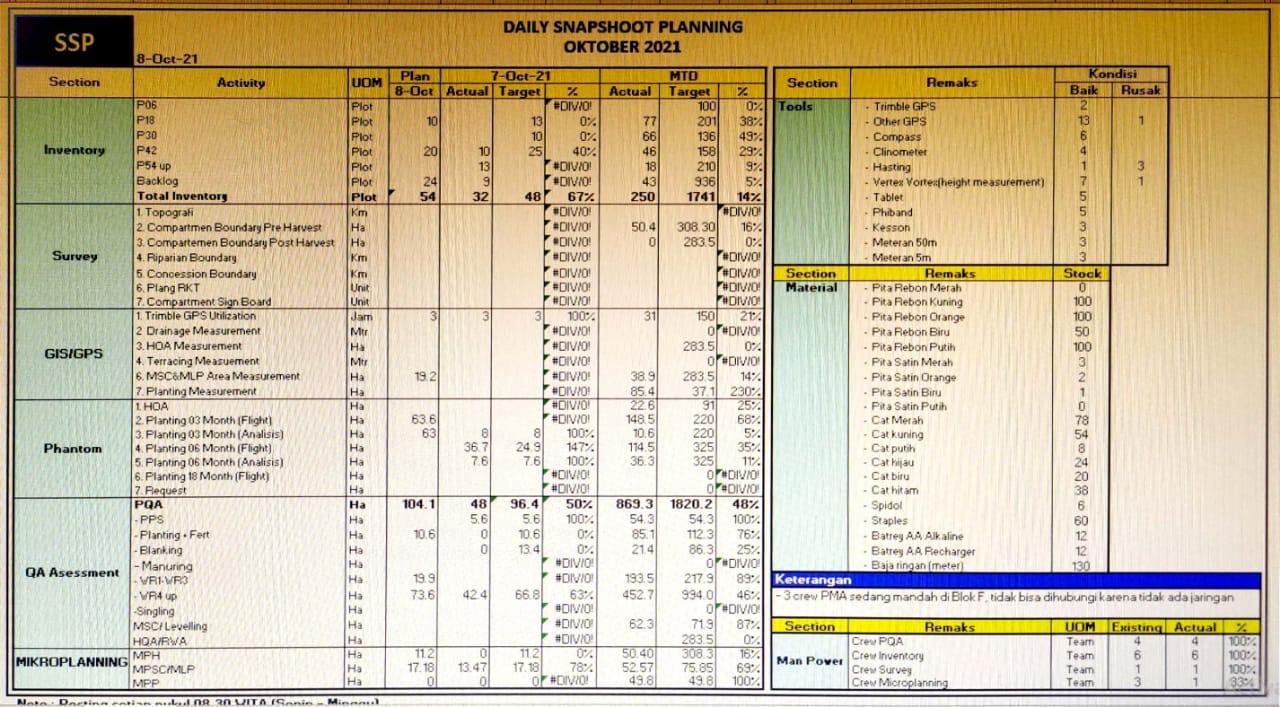 SSP
DAILY SNAPSHOOT PLANNING
OKTOBER 2021
8-Oct-21
Section Activity UOM Plan 7-Oct-21 MTD
8-Oct Actual Target % Actual Target %
Inventory
P06 Plot #DIV/0! 100 0%
P18 Plot 10 13 0% 77 201 38%
P30 Plot 10 0% 66 136 49%
P42 Plot 20 10 25 40% 46 158 29%
P54 up Plot 13 #DIV/0! 18 210 9%
Backlog Plot 24 9 #DIV/0! 43 936 5%
Total Inventory Plot 54 32 48 67% 250 1741 14%
Survey
1. Topografi Km #DIV/0! #DIV/0!
2. Compartmen Boundary Pre Harvest Ha #DIV/0! 50.4 308.30 16%
3. Compartemen Boundary Post Harvest Ha #DIV/0! 0 283.5 0%
4. Riparian Boundary Km #DIV/0! #DIV/0!
5. Concession Boundary Km #DIV/0! #DIV/0!
6. Plang RKT Unit #DIV/0! #DIV/0!
7. Compartment Sign Board Unit #DIV/0! #DIV/0!
GIS/GPS
1. Trimble GPS Utilization Jam 3 3 3 100% 31 150 21%
2 Drainage Measurement Mtr #DIV/0! 0 #DIV/0!
3. HOA Measurement Ha #DIV/0! 283.5 0%
4. Terracing Measuement Mtr #DIV/0! 0 #DIV/0!
6. MSC&MLP Area Measurement Ha 19.2 #DIV/0! 38.9 283.5 14%
7. Planting Measurement Ha #DIV/0! 85.4 37.1 230%
Phantom
1. HOA Ha #DIV/0! 22.6 91 25%
2. Planting 03 Month (Flight) Ha 63.6 #DIV/0! 148.5 220 68%
3. Planting 03 Month (Analisis) Ha 63 8 8 100% 10.6 220 5%
4. Planting 06 Month (Flight) Ha 36.7 24.9 147% 114.5 325 35%
5. Planting 06 Month (Analisis) Ha 7.6 7.6 100% 36.3 325 11%
6. Planting 18 Month (Flight) Ha #DIV/0! 0 #DIV/0!
7. Request Ha #DIV/0! 0 #DIV/0!
QA Asessment
PQA Ha 104.1 48 96.4 50% 869.3 1820.2 48%
- PPS Ha 5.6 5.6 100% 54.3 54.3 100%
- Planting + Fert Ha 10.6 0 10.6 0% 85.1 112.3 76%
- Blanking Ha 0 13.4 0% 21.4 86.3 25%
- Manuring Ha #DIV/0! 0 #DIV/0!
- WR1-WR3 Ha 19.9 #DIV/0! 193.5 217.9 89%
- WR4 up Ha 73.6 42.4 66.8 63% 452.7 994.0 46%
-Singling Ha #DIV/0! 0 #DIV/0!
MSC/ Levelling Ha #DIV/0! 62.3 71.9 87%
HQA/RWA Ha #DIV/0! 283.5 0%
MIKROPLANNING
MPH Ha 11.2 0 11.2 0% 50.40 308.3 16%
MPSC/MLP Ha 17.18 13.47 17.18 78% 52.57 75.85 69%
MPP Ha 0 0 0 #DIV/0! 49.8 49.8 100%
Note : Posting setiap pukul 08.30 WITA (Senin - Minggu)
Section Remaks Kondisi
Baik Rusak
Tools
- Trimble GPS 2
- Other GPS 13 1
- Compass 6
- Clinometer 4
- Hasting 1 3
- Vertex Vortex(height measurement) 7 1
- Tablet 5
- Phiband 5
- Kesson 3
- Meteran 50m 3
- Meteran 5m 3
Section Remaks Stock
Material
- Pita Rebon Merah 0
- Pita Rebon Kuning 100
- Pita Rebon Orange 100
- Pita Rebon Biru 50
- Pita Rebon Putih 100
- Pita Satin Merah 3
- Pita Satin Orange 2
- Pita Satin Biru 1
- Pita Satin Putih 0
- Cat Merah 78
- Cat kuning 54
- Cat putih 8
- Cat hijau 24
- Cat biru 20
- Cat hitam 38
- Spidol 6
- Staples 60
- Batrey AA Alkaline 12
- Batrey AA Recharger 12
- Baja ringan (meter) 130
Keterangan
- 3 crew PMA sedang mandah di Blok F, tidak bisa dihubungi karena tidak ada jaringan
Section Remaks UOM Existing Actual %
Man Power
Crew PQA Team 4 4 100%
Crew Inventory Team 6 6 100%
Crew Survey Team 1 1 100%
Crew Microplanning Team 3 1 33%